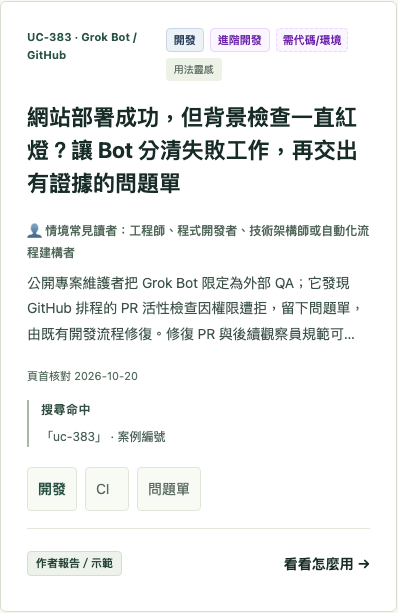 UC-383 · Grok Bot / GitHub
開發
進階開發
需代碼/環境
用法靈感
網站部署成功，但背景檢查一直紅
燈？讓 Bot 分清失敗工作，再交出
有證據的問題單
👤 情境常見讀者：工程師、程式開發者、技術架構師或自動化流
程建構者
公開專案維護者把 Grok Bot 限定為外部 QA；它發現
GitHub 排程的 PR 活性檢查因權限遭拒，留下問題單，
由既有開發流程修復。修復 PR 與後續觀察員規範可...
頁首核對 2026-10-20
搜尋命中
「uc-383」 · 案例編號
開發
CI
問題單
作者報告 / 示範
看看怎麼用 →